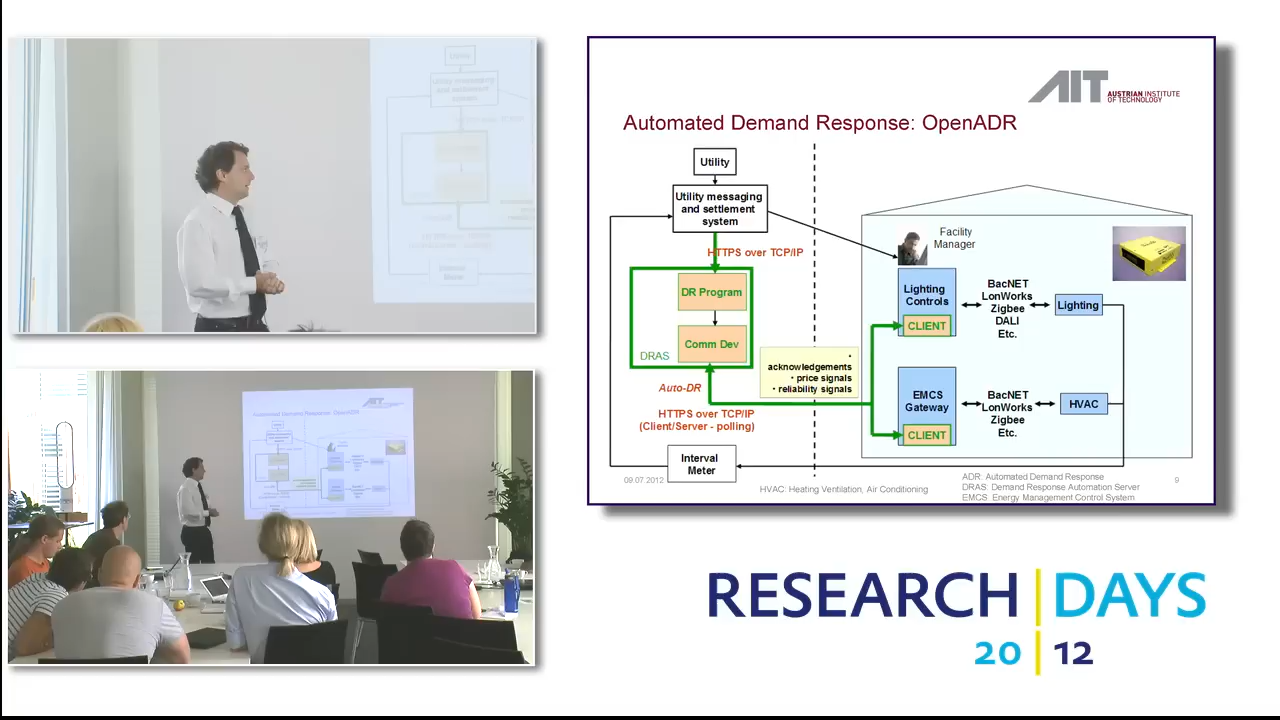 AIT
AUSTRIAN INSTITUTE
OF TECHNOLOGY
Automated Demand Response: OpenADR
Utility
Utility messaging
and settlement
system
HTTPS over TCP/IP
DR Program
Comm Dev
DRAS
Auto-DR
HTTPS over TCP/IP
(Client/Server - polling)
•
acknowledgements
• price signals
• reliability signals
Interval
Meter
Facility
Manager
Lighting
Controls
CLIENT
BacNET
LonWorks
Zigbee
DALI
Etc.
Lighting
EMCS
Gateway
CLIENT
BacNET
LonWorks
Zigbee
Etc.
HVAC
09.07.2012
HVAC: Heating Ventilation, Air Conditioning
ADR: Automated Demand Response
DRAS: Demand Response Automation Server
EMCS: Energy Management Control System
9
RESEARCH DAYS
20 12
Automated Demand Response: OpenADR